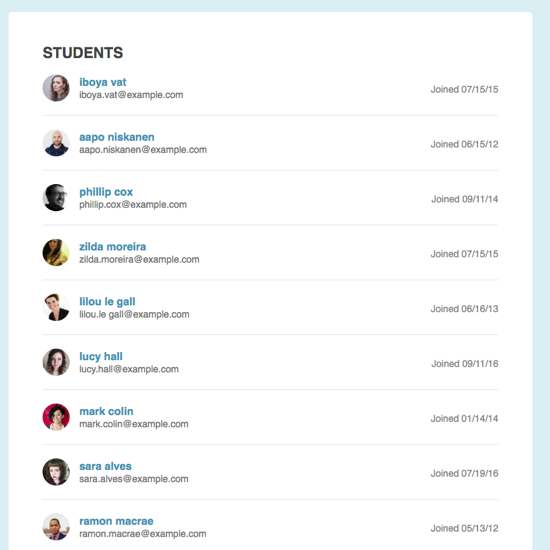 STUDENTS
iboya vat
iboya.vat@example.com
Joined 07/15/15
aapo niskanen
aapo.niskanen@example.com
Joined 06/15/12
phillip cox
phillip.cox@example.com
Joined 09/11/14
zilda moreira
zilda.moreira@example.com
Joined 07/15/15
lilou le gall
lilou.le gall@example.com
Joined 06/16/13
lucy hall
lucy.hall@example.com
Joined 09/11/16
mark colin
mark.colin@example.com
Joined 01/14/14
sara alves
sara.alves@example.com
Joined 07/19/16
ramon macrae
ramon.macrae@example.com
Joined 05/13/12